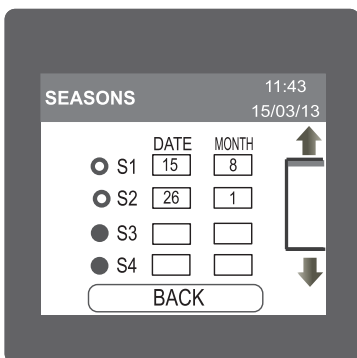 11:43
SEASONS
15/03/13
DATE MONTH
S1 15 8
S2 26 1
S3
S4
BACK